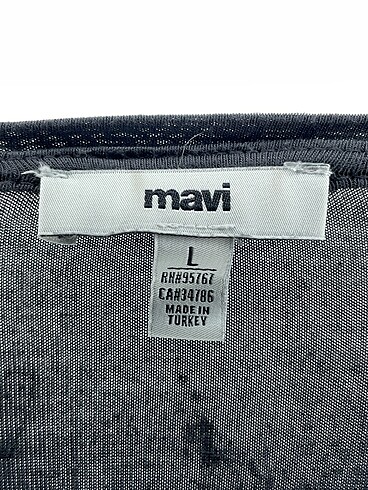 mavi
L
RN#95767
CA#34786
MADE IN
TURKEY